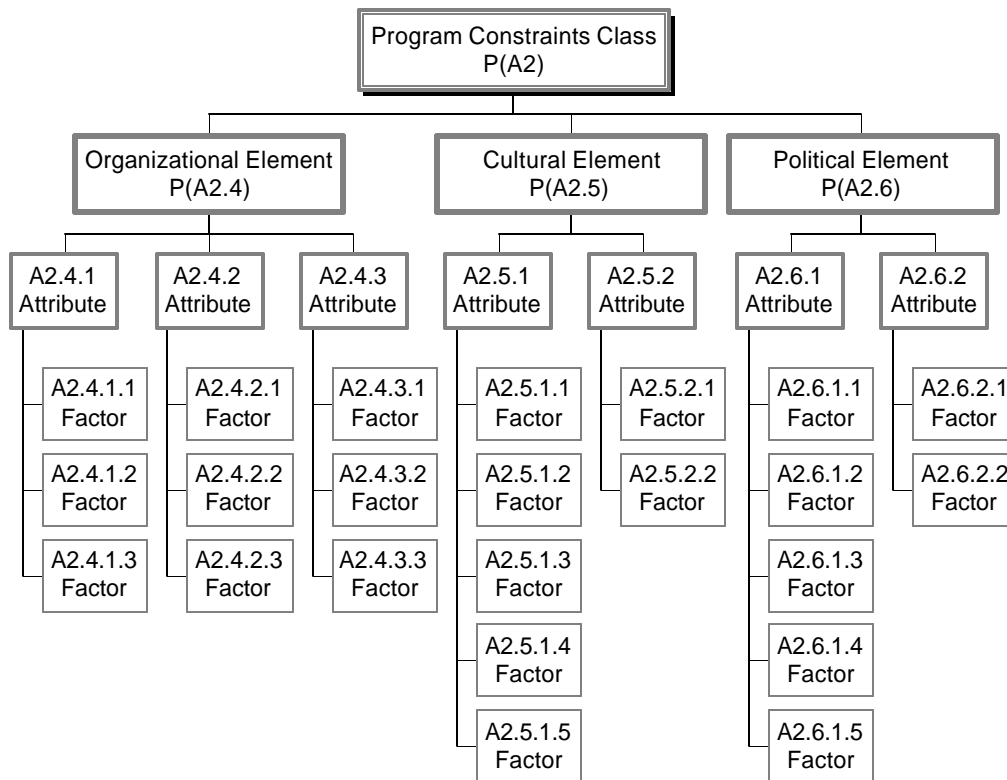 Program Constraints Class
P(A2)
Organizational Element
P(A2.4)
Cultural Element
P(A2.5)
Political Element
P(A2.6)
A2.4.1
Attribute
A2.4.2
Attribute
A2.4.3
Attribute
A2.5.1
Attribute
A2.5.2
Attribute
A2.6.1
Attribute
A2.6.2
Attribute
A2.4.1.1
Factor
A2.4.2.1
Factor
A2.4.3.1
Factor
A2.5.1.1
Factor
A2.5.2.1
Factor
A2.6.1.1
Factor
A2.6.2.1
Factor
A2.4.1.2
Factor
A2.4.2.2
Factor
A2.4.3.2
Factor
A2.5.1.2
Factor
A2.5.2.2
Factor
A2.6.1.2
Factor
A2.6.2.2
Factor
A2.4.1.3
Factor
A2.4.2.3
Factor
A2.4.3.3
Factor
A2.5.1.3
Factor
A2.6.1.3
Factor
A2.5.1.4
Factor
A2.6.1.4
Factor
A2.5.1.5
Factor
A2.6.1.5
Factor